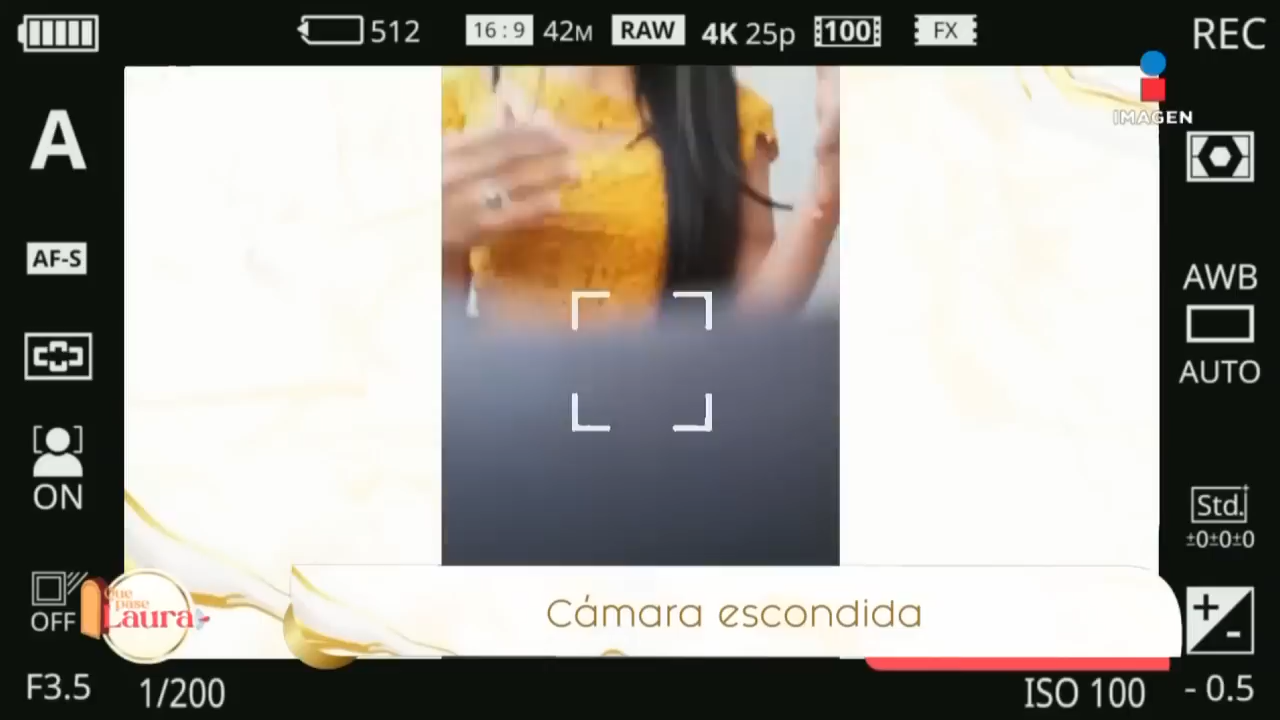 512
16:9
42M
RAW
4K 25p
100
FX
REC
IMAGEN
A
AF-S
AWB
AUTO
ON
Std.
±0±0±0
OFF
Que
pase
Laura
Cámara escondida
F3.5
1/200
ISO 100
- 0.5